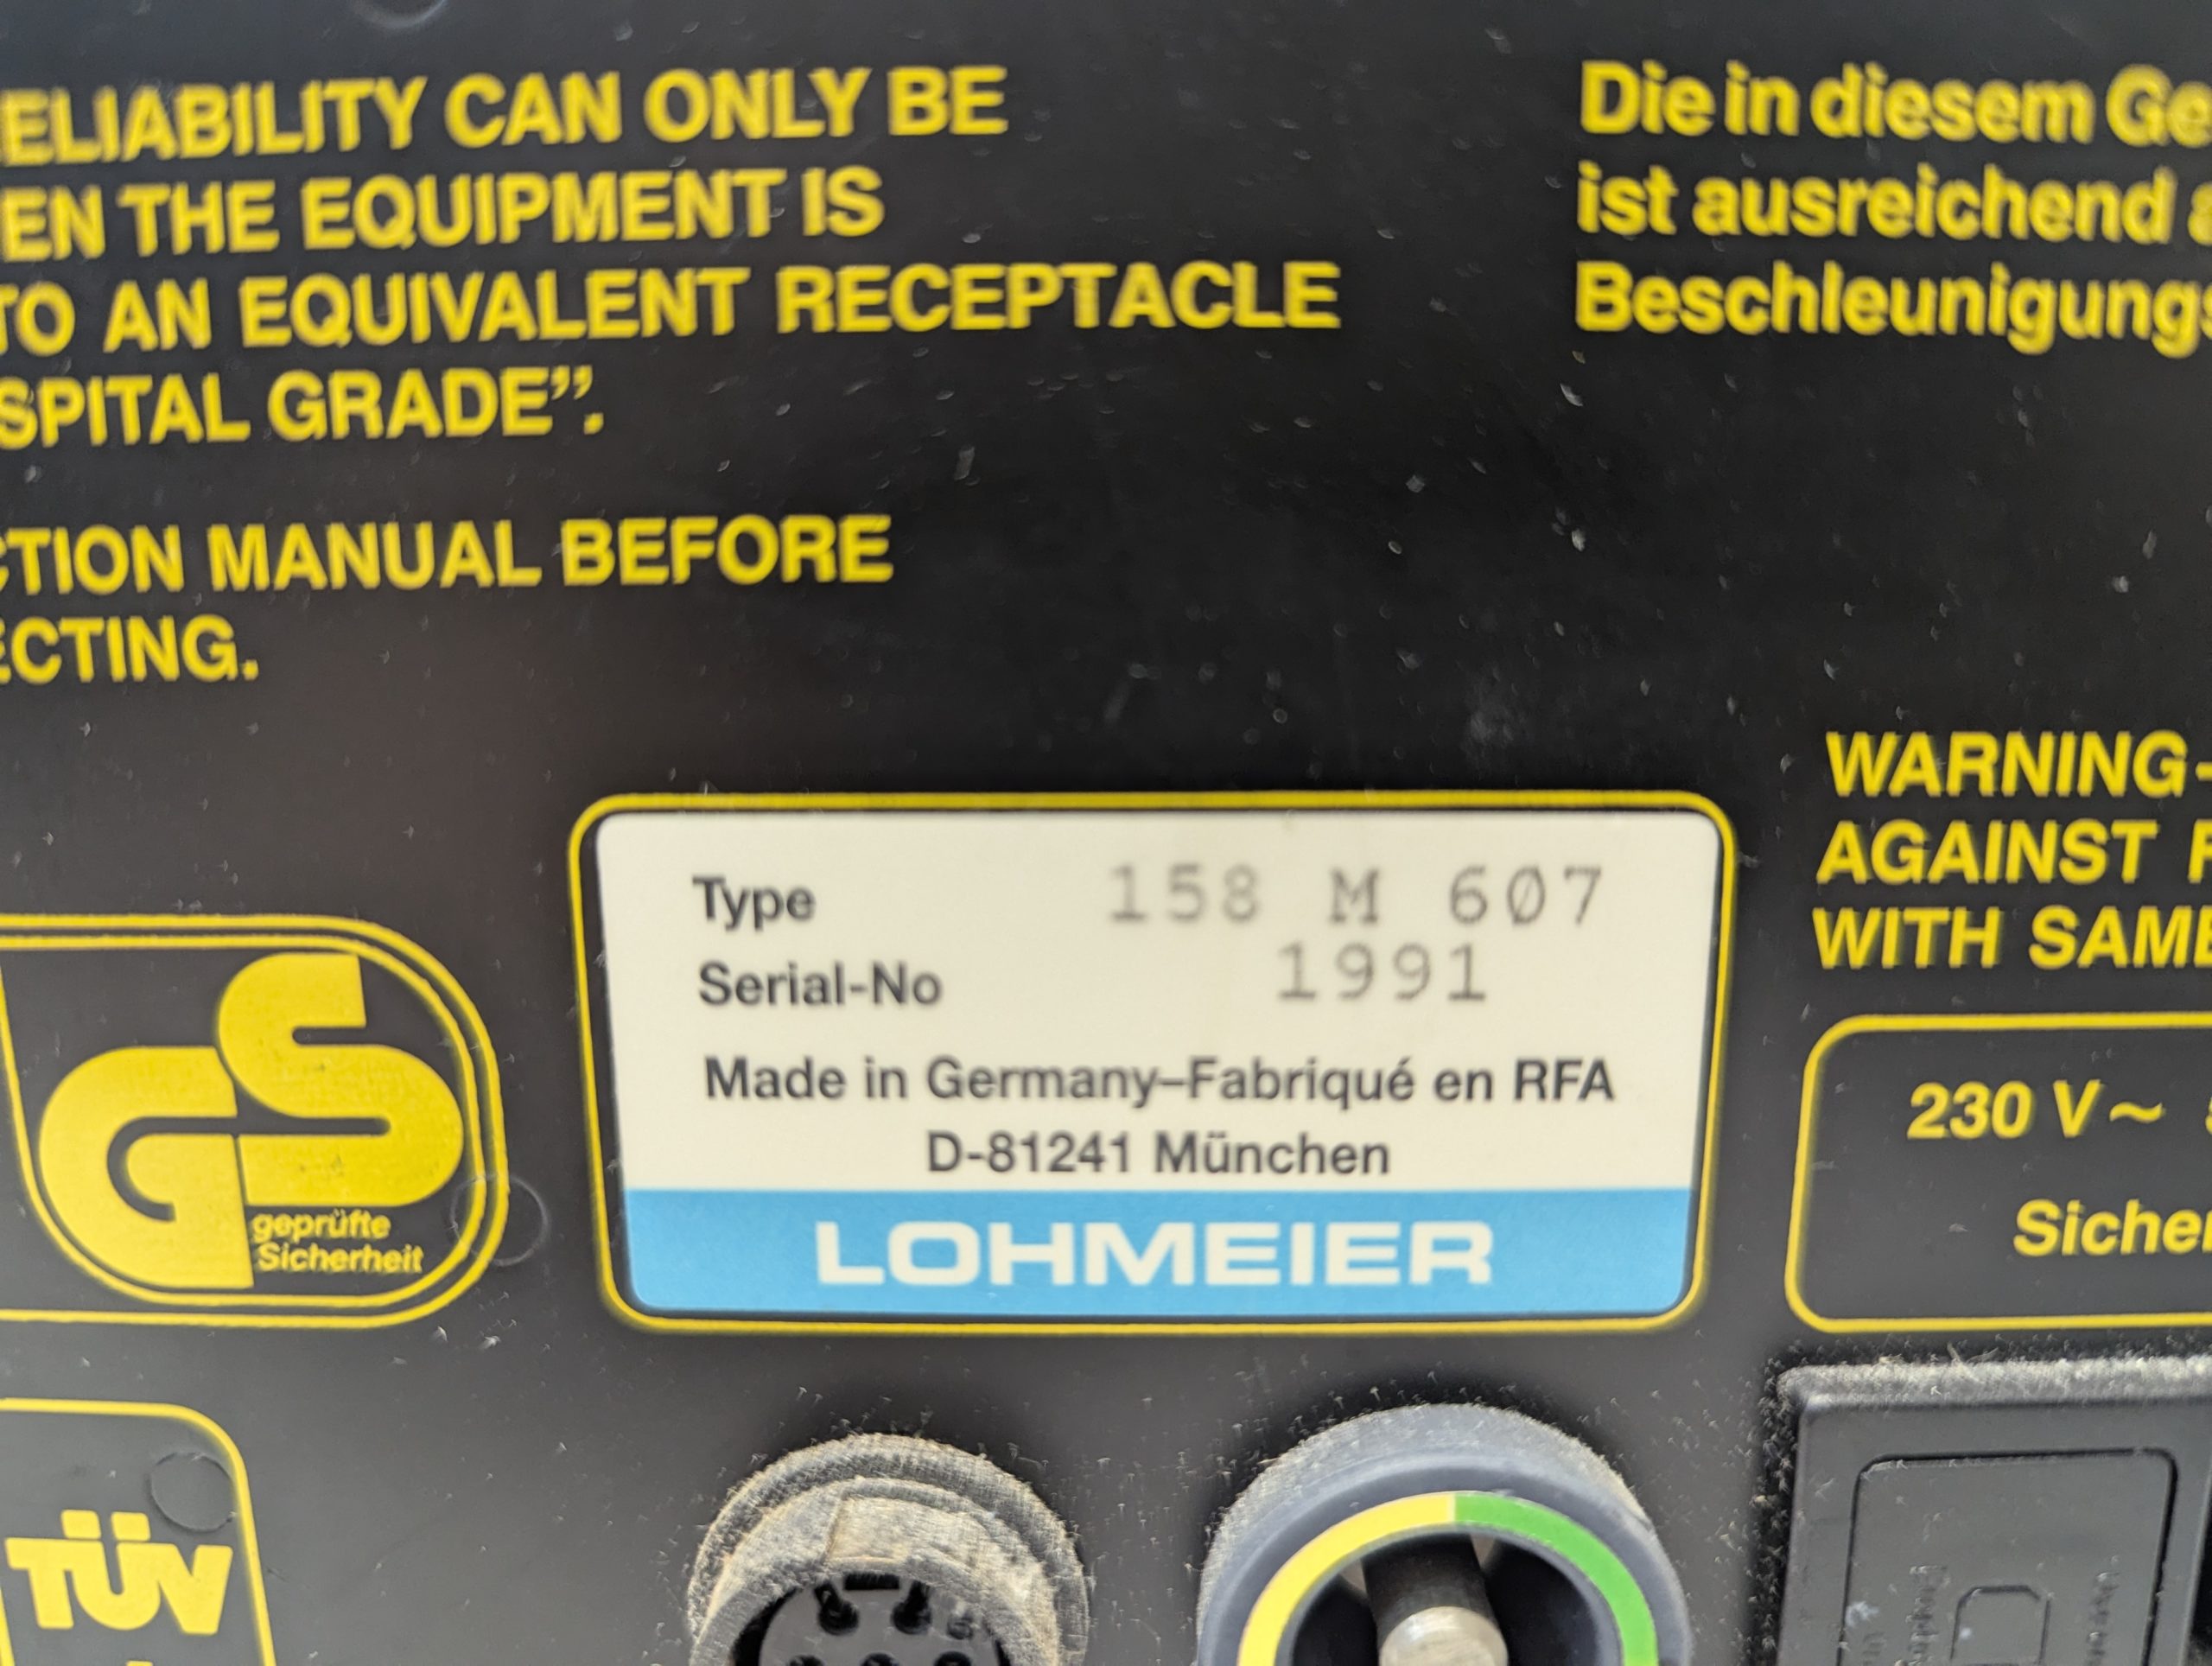 ELIABILITY CAN ONLY BE
EN THE EQUIPMENT IS
TO AN EQUIVALENT RECEPTACLE
SPITAL GRADE”.
CTION MANUAL BEFORE
ECTING.
Die in diesem Ge
ist ausreichend a
Beschleunigungs
WARNING-
AGAINST F
WITH SAME
Type 158 M 607
Serial-No 1991
Made in Germany–Fabriqué en RFA
D-81241 München
LOHMEIER
GS
geprüfte
Sicherheit
230 V~
Sicher
TÜV